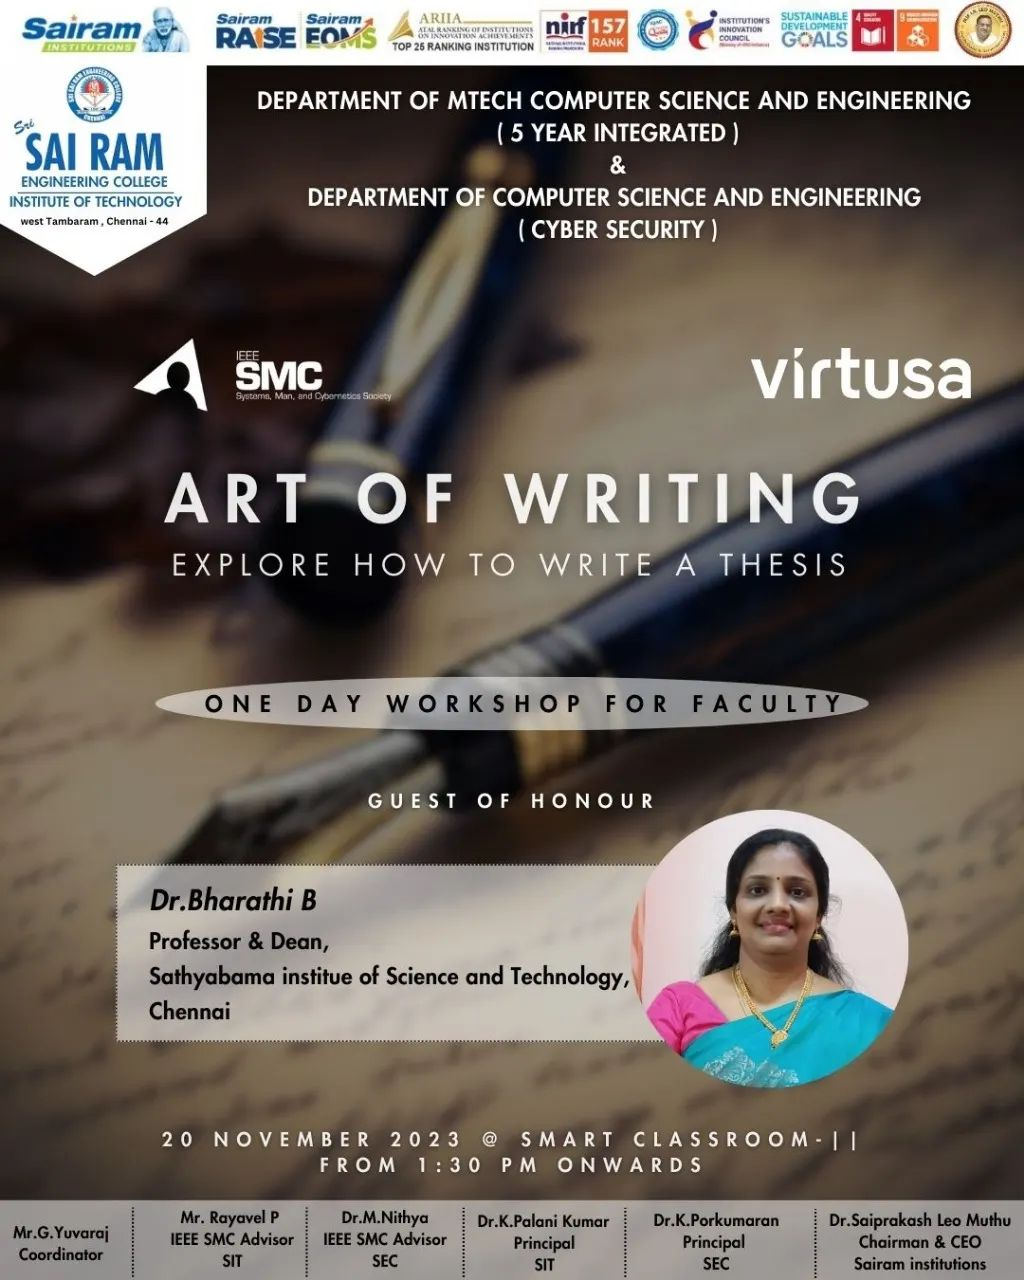 Sairam
INSTITUTIONS
Sairam
RAISE
Sairam
EOMS
ARIIA
ATAL RANKING OF INSTITUTIONS
ON INNOVATION ACHIEVEMENTS
TOP 25 RANKING INSTITUTION
nirf
157
RANK
INSTITUTION'S
INNOVATION
COUNCIL
SUSTAINABLE
DEVELOPMENT
GOALS
4
9
Sri
SAI RAM
ENGINEERING COLLEGE
INSTITUTE OF TECHNOLOGY
west Tambaram , Chennai - 44
DEPARTMENT OF MTECH COMPUTER SCIENCE AND ENGINEERING
( 5 YEAR INTEGRATED )
&
DEPARTMENT OF COMPUTER SCIENCE AND ENGINEERING
( CYBER SECURITY )
IEEE
SMC
Systems, Man, and Cybernetics Society
virtusa
ART OF WRITING
EXPLORE HOW TO WRITE A THESIS
ONE DAY WORKSHOP FOR FACULTY
GUEST OF HONOUR
Dr.Bharathi B
Professor & Dean,
Sathyabama institue of Science and Technology,
Chennai
20 NOVEMBER 2023 @ SMART CLASSROOM-||
FROM 1:30 PM ONWARDS
Mr.G.Yuvaraj
Coordinator
Mr. Rayavel P
IEEE SMC Advisor
SIT
Dr.M.Nithya
IEEE SMC Advisor
SEC
Dr.K.Palani Kumar
Principal
SIT
Dr.K.Porkumaran
Principal
SEC
Dr.Saiprakash Leo Muthu
Chairman & CEO
Sairam institutions